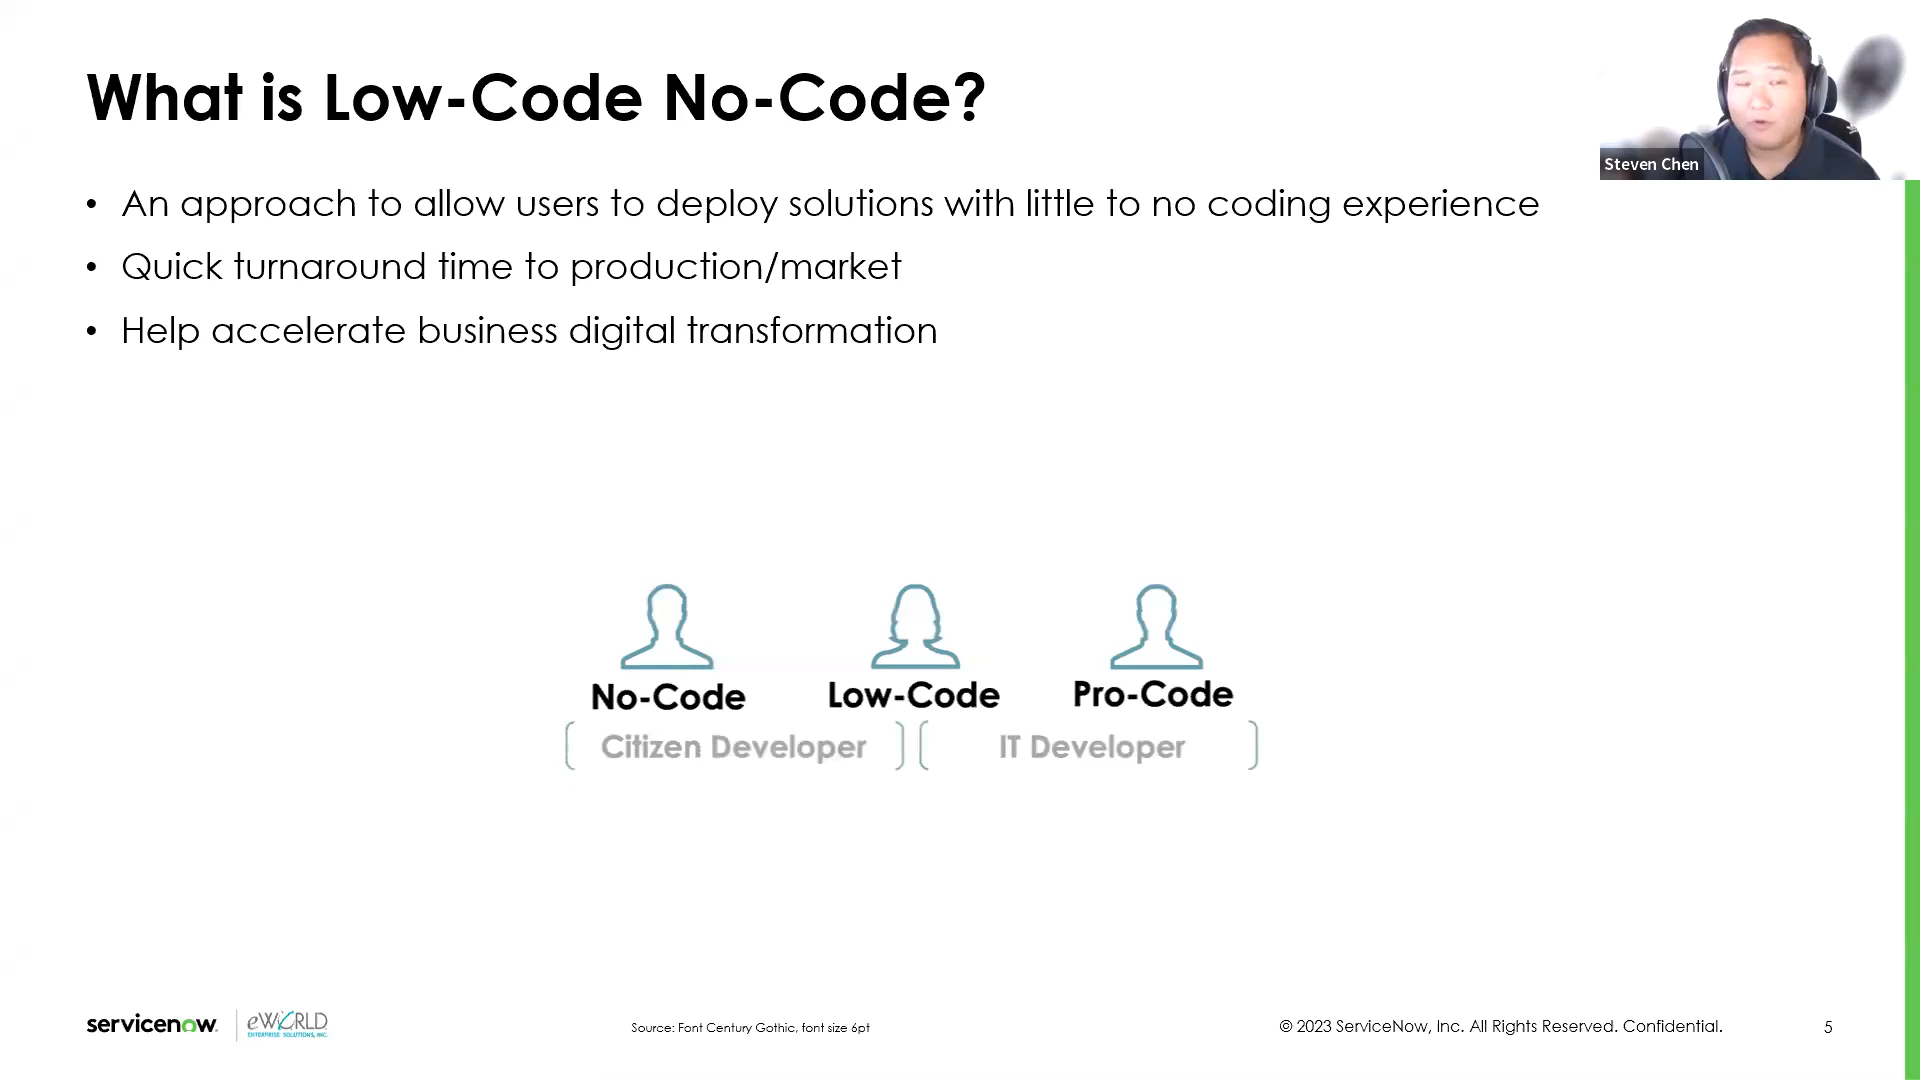 What is Low-Code No-Code?
Steven Chen
• An approach to allow users to deploy solutions with little to no coding experience
• Quick turnaround time to production/market
• Help accelerate business digital transformation
No-Code
Low-Code
Pro-Code
Citizen Developer
IT Developer
servicenow
eWORLD
ENTERPRISE SOLUTIONS, INC.
Source: Font Century Gothic, font size 6pt
© 2023 ServiceNow, Inc. All Rights Reserved. Confidential.
5